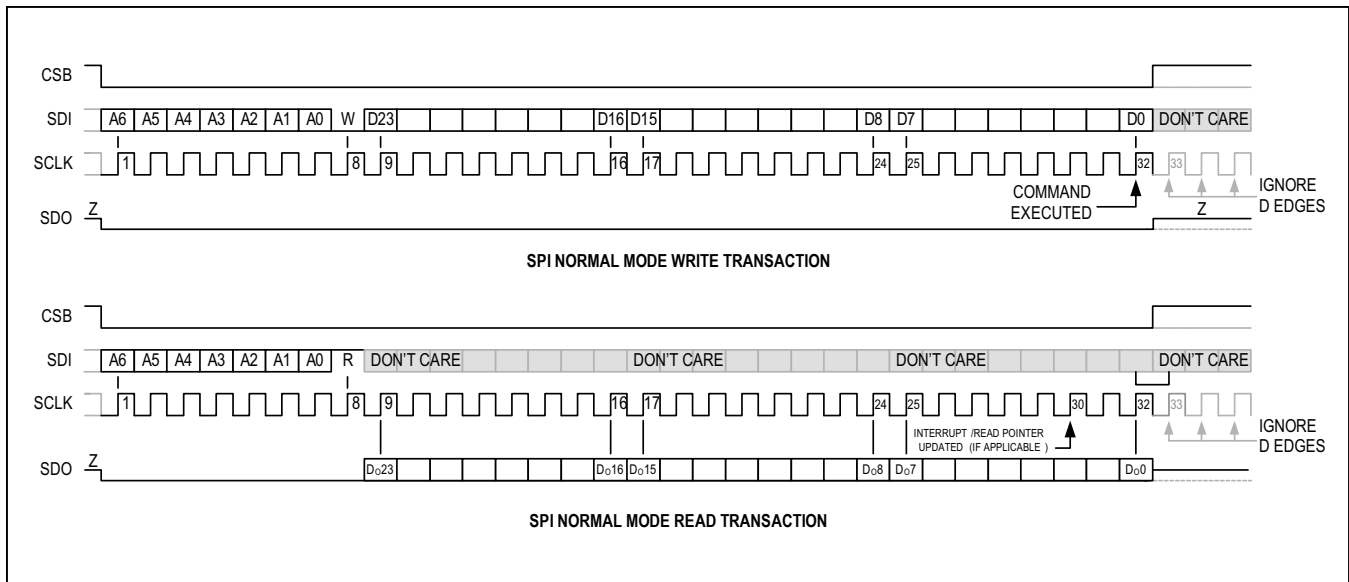 CSB
SDI A6 A5 A4 A3 A2 A1 A0 W D23 D16 D15 D8 D7 D0 DON'T CARE
SCLK 1 8 9 16 17 24 25 32 33
COMMAND
EXECUTED
IGNORE
D EDGES
SDO Z Z
SPI NORMAL MODE WRITE TRANSACTION
CSB
SDI A6 A5 A4 A3 A2 A1 A0 R DON'T CARE DON'T CARE DON'T CARE DON'T CARE
SCLK 1 8 9 16 17 24 25 30 32 33
INTERRUPT /READ POINTER
UPDATED (IF APPLICABLE )
IGNORE
D EDGES
SDO Z Do23 Do16 Do15 Do8 Do7 Do0
SPI NORMAL MODE READ TRANSACTION